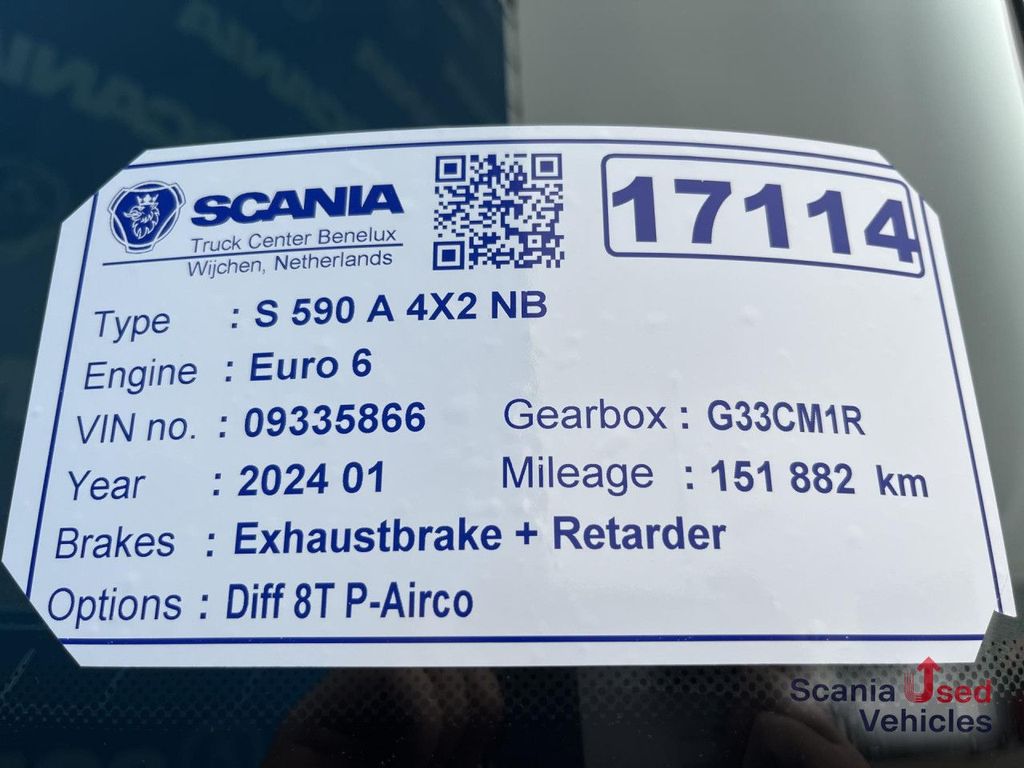 SCANIA
Truck Center Benelux
Wijchen, Netherlands
17114
Type : S 590 A 4X2 NB
Engine : Euro 6
VIN no. : 09335866 Gearbox : G33CM1R
Year : 2024 01 Mileage : 151 882 km
Brakes : Exhaustbrake + Retarder
Options : Diff 8T P-Airco
Scania Used
Vehicles